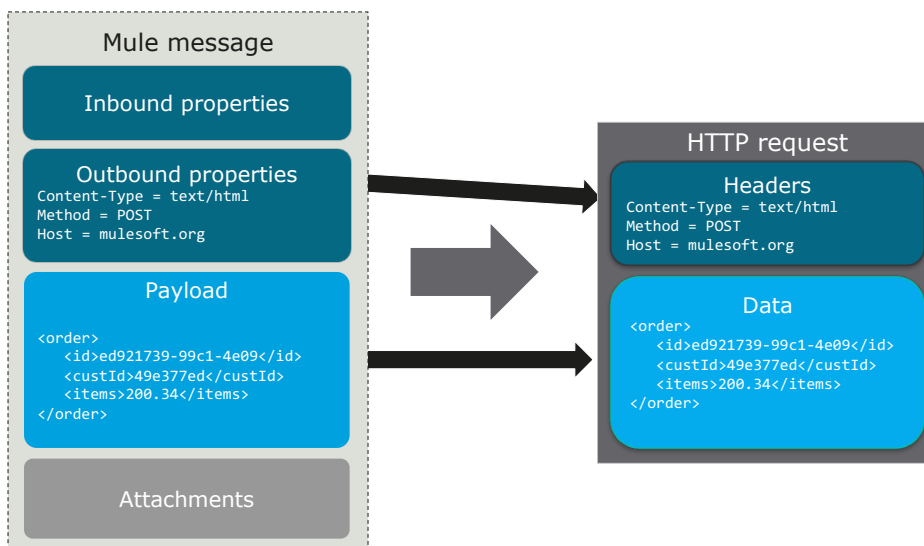 Mule message
Inbound properties
Outbound properties
Content-Type = text/html
Method = POST
Host = mulesoft.org
Payload
<order>
<id>ed921739-99c1-4e09</id>
<custId>49e377ed</custId>
<items>200.34</items>
</order>
Attachments
HTTP request
Headers
Content-Type = text/html
Method = POST
Host = mulesoft.org
Data
<order>
<id>ed921739-99c1-4e09</id>
<custId>49e377ed</custId>
<items>200.34</items>
</order>